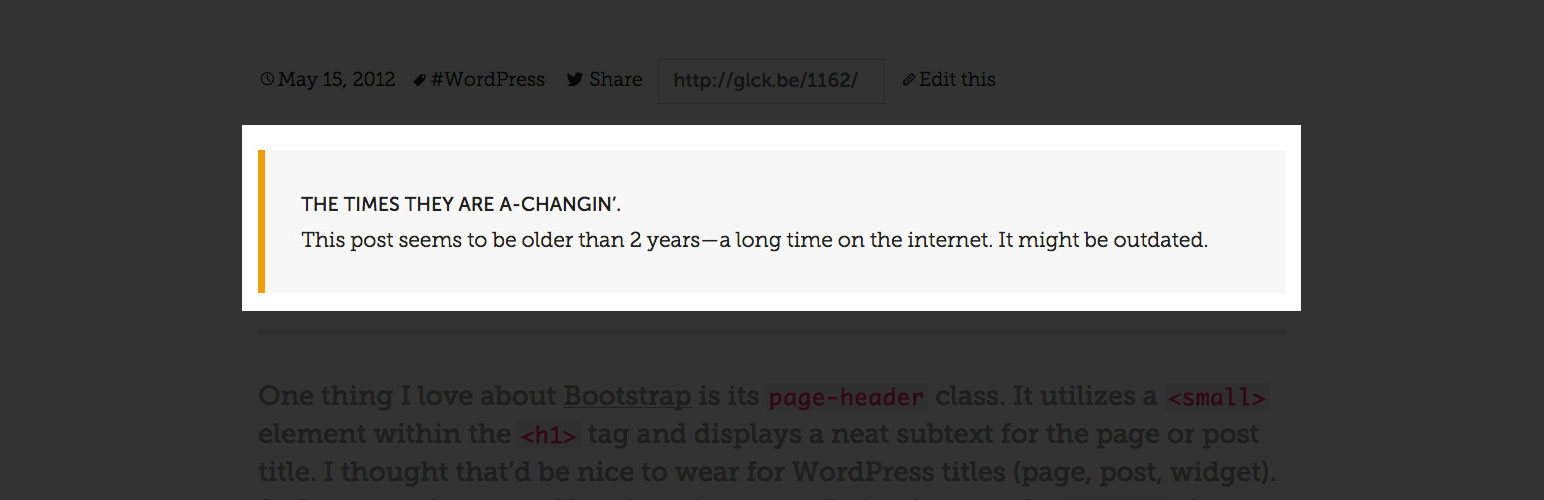 May 15, 2012 #WordPress Share http://glck.be/1162/ Edit this
THE TIMES THEY ARE A-CHANGIN’.
This post seems to be older than 2 years—a long time on the internet. It might be outdated.
One thing I love about Bootstrap is its page-header class. It utilizes a <small>
element within the <h1> tag and displays a neat subtext for the page or post
title. I thought that’d be nice to wear for WordPress titles (page, post, widget).